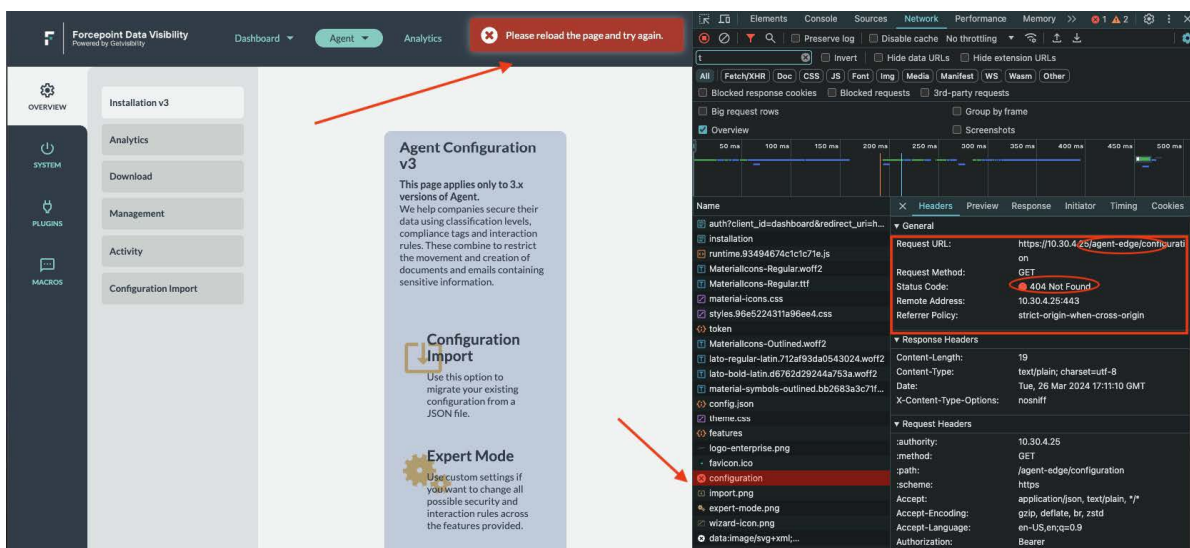 Forcepoint Data Visibility
Powered by Getvisibility
Dashboard
Agent
Analytics
Please reload the page and try again.
OVERVIEW
SYSTEM
PLUGINS
MACROS
Installation v3
Analytics
Download
Management
Activity
Configuration Import
Agent Configuration
v3
This page applies only to 3.x
versions of Agent.
We help companies secure their
data using classification levels,
compliance tags and interaction
rules. These combine to restrict
the movement and creation of
documents and emails containing
sensitive information.
Configuration
Import
Use this option to
migrate your existing
configuration from a
JSON file.
Expert Mode
Use custom settings if
you want to change all
possible security and
interaction rules across
the features provided.
Elements Console Sources Network Performance Memory 1 2
Preserve log Disable cache No throttling
t Invert Hide data URLs Hide extension URLs
All Fetch/XHR Doc CSS JS Font Img Media Manifest WS Wasm Other
Blocked response cookies Blocked requests 3rd-party requests
Big request rows Group by frame
Overview Screenshots
50 ms 100 ms 150 ms 200 ms 250 ms 300 ms 350 ms 400 ms 450 ms 500 ms
Name
auth?client_id=dashboard&redirect_uri=h...
installation
runtime.93494674c1c1c71e.js
MaterialIcons-Regular.woff2
MaterialIcons-Regular.ttf
material-icons.css
styles.96e5224311a96ee4.css
token
MaterialIcons-Outlined.woff2
lato-regular-latin.712af93da0543024.woff2
lato-bold-latin.d6762d29244a753a.woff2
material-symbols-outlined.bb2683a3c71f...
config.json
theme.css
features
logo-enterprise.png
favicon.ico
configuration
import.png
expert-mode.png
wizard-icon.png
data:image/svg+xml;...
Headers Preview Response Initiator Timing Cookies
General
Request URL: https://10.30.4.25/agent-edge/configurati
on
Request Method: GET
Status Code: 404 Not Found
Remote Address: 10.30.4.25:443
Referrer Policy: strict-origin-when-cross-origin
Response Headers
Content-Length: 19
Content-Type: text/plain; charset=utf-8
Date: Tue, 26 Mar 2024 17:11:10 GMT
X-Content-Type-Options: nosniff
Request Headers
:authority: 10.30.4.25
:method: GET
:path: /agent-edge/configuration
:scheme: https
Accept: application/json, text/plain, */*
Accept-Encoding: gzip, deflate, br, zstd
Accept-Language: en-US,en;q=0.9
Authorization: Bearer